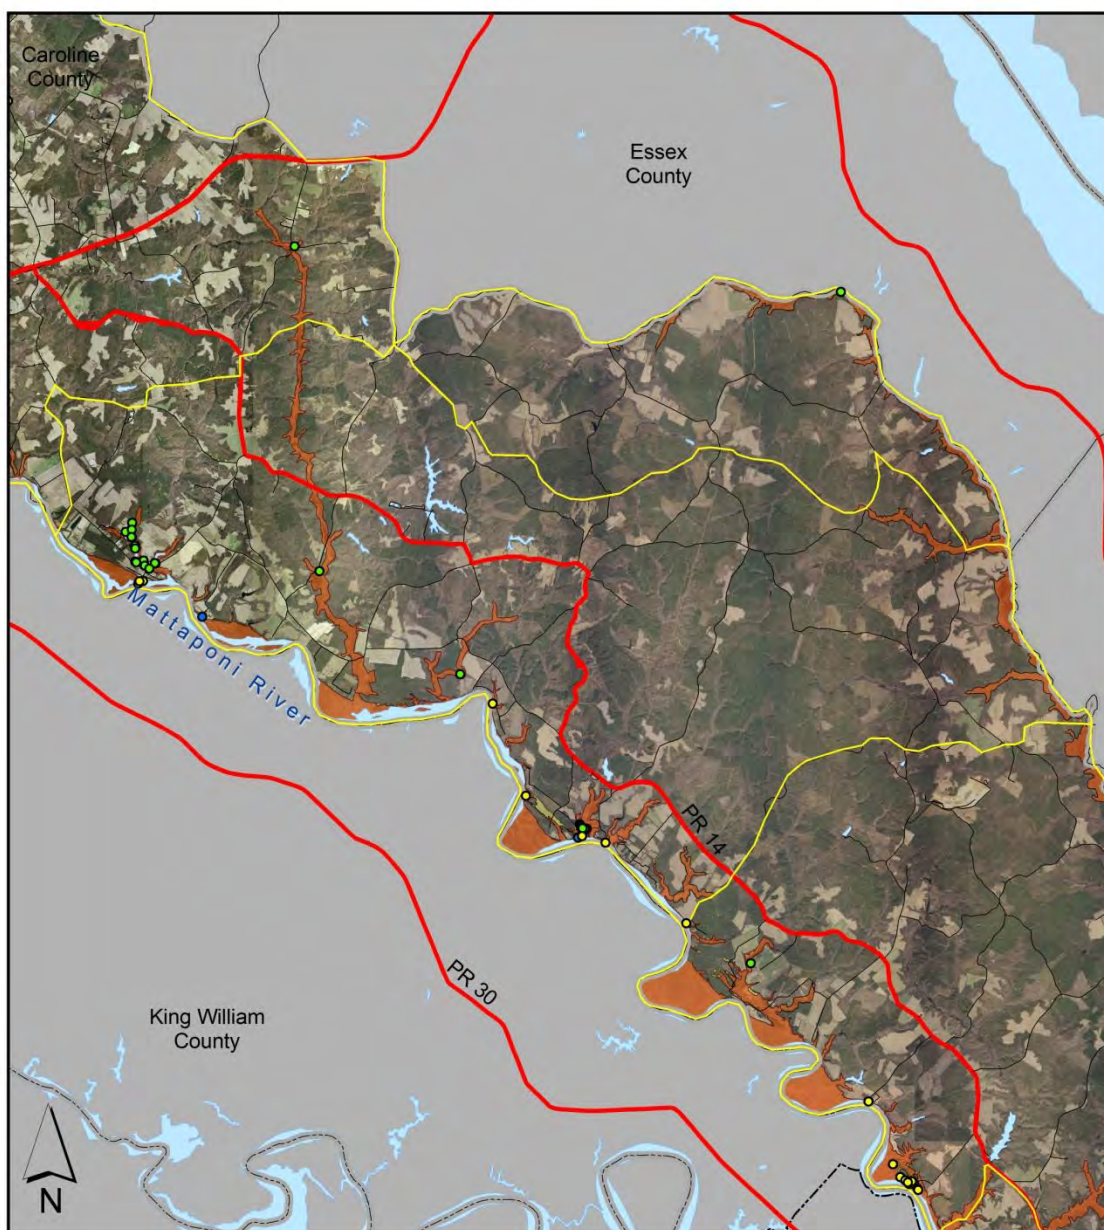 Caroline
County
Essex
County
Mattaponi River
PR 14
PR 30
King William
County
N